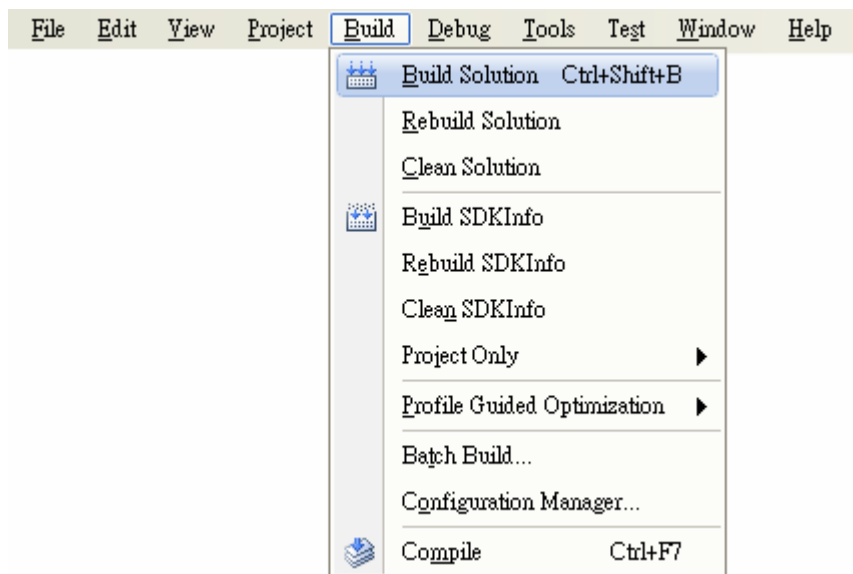 File Edit View Project Build Debug Tools Test Window Help
Build Solution Ctrl+Shift+B
Rebuild Solution
Clean Solution
Build SDKInfo
Rebuild SDKInfo
Clean SDKInfo
Project Only
Profile Guided Optimization
Batch Build...
Configuration Manager...
Compile Ctrl+F7